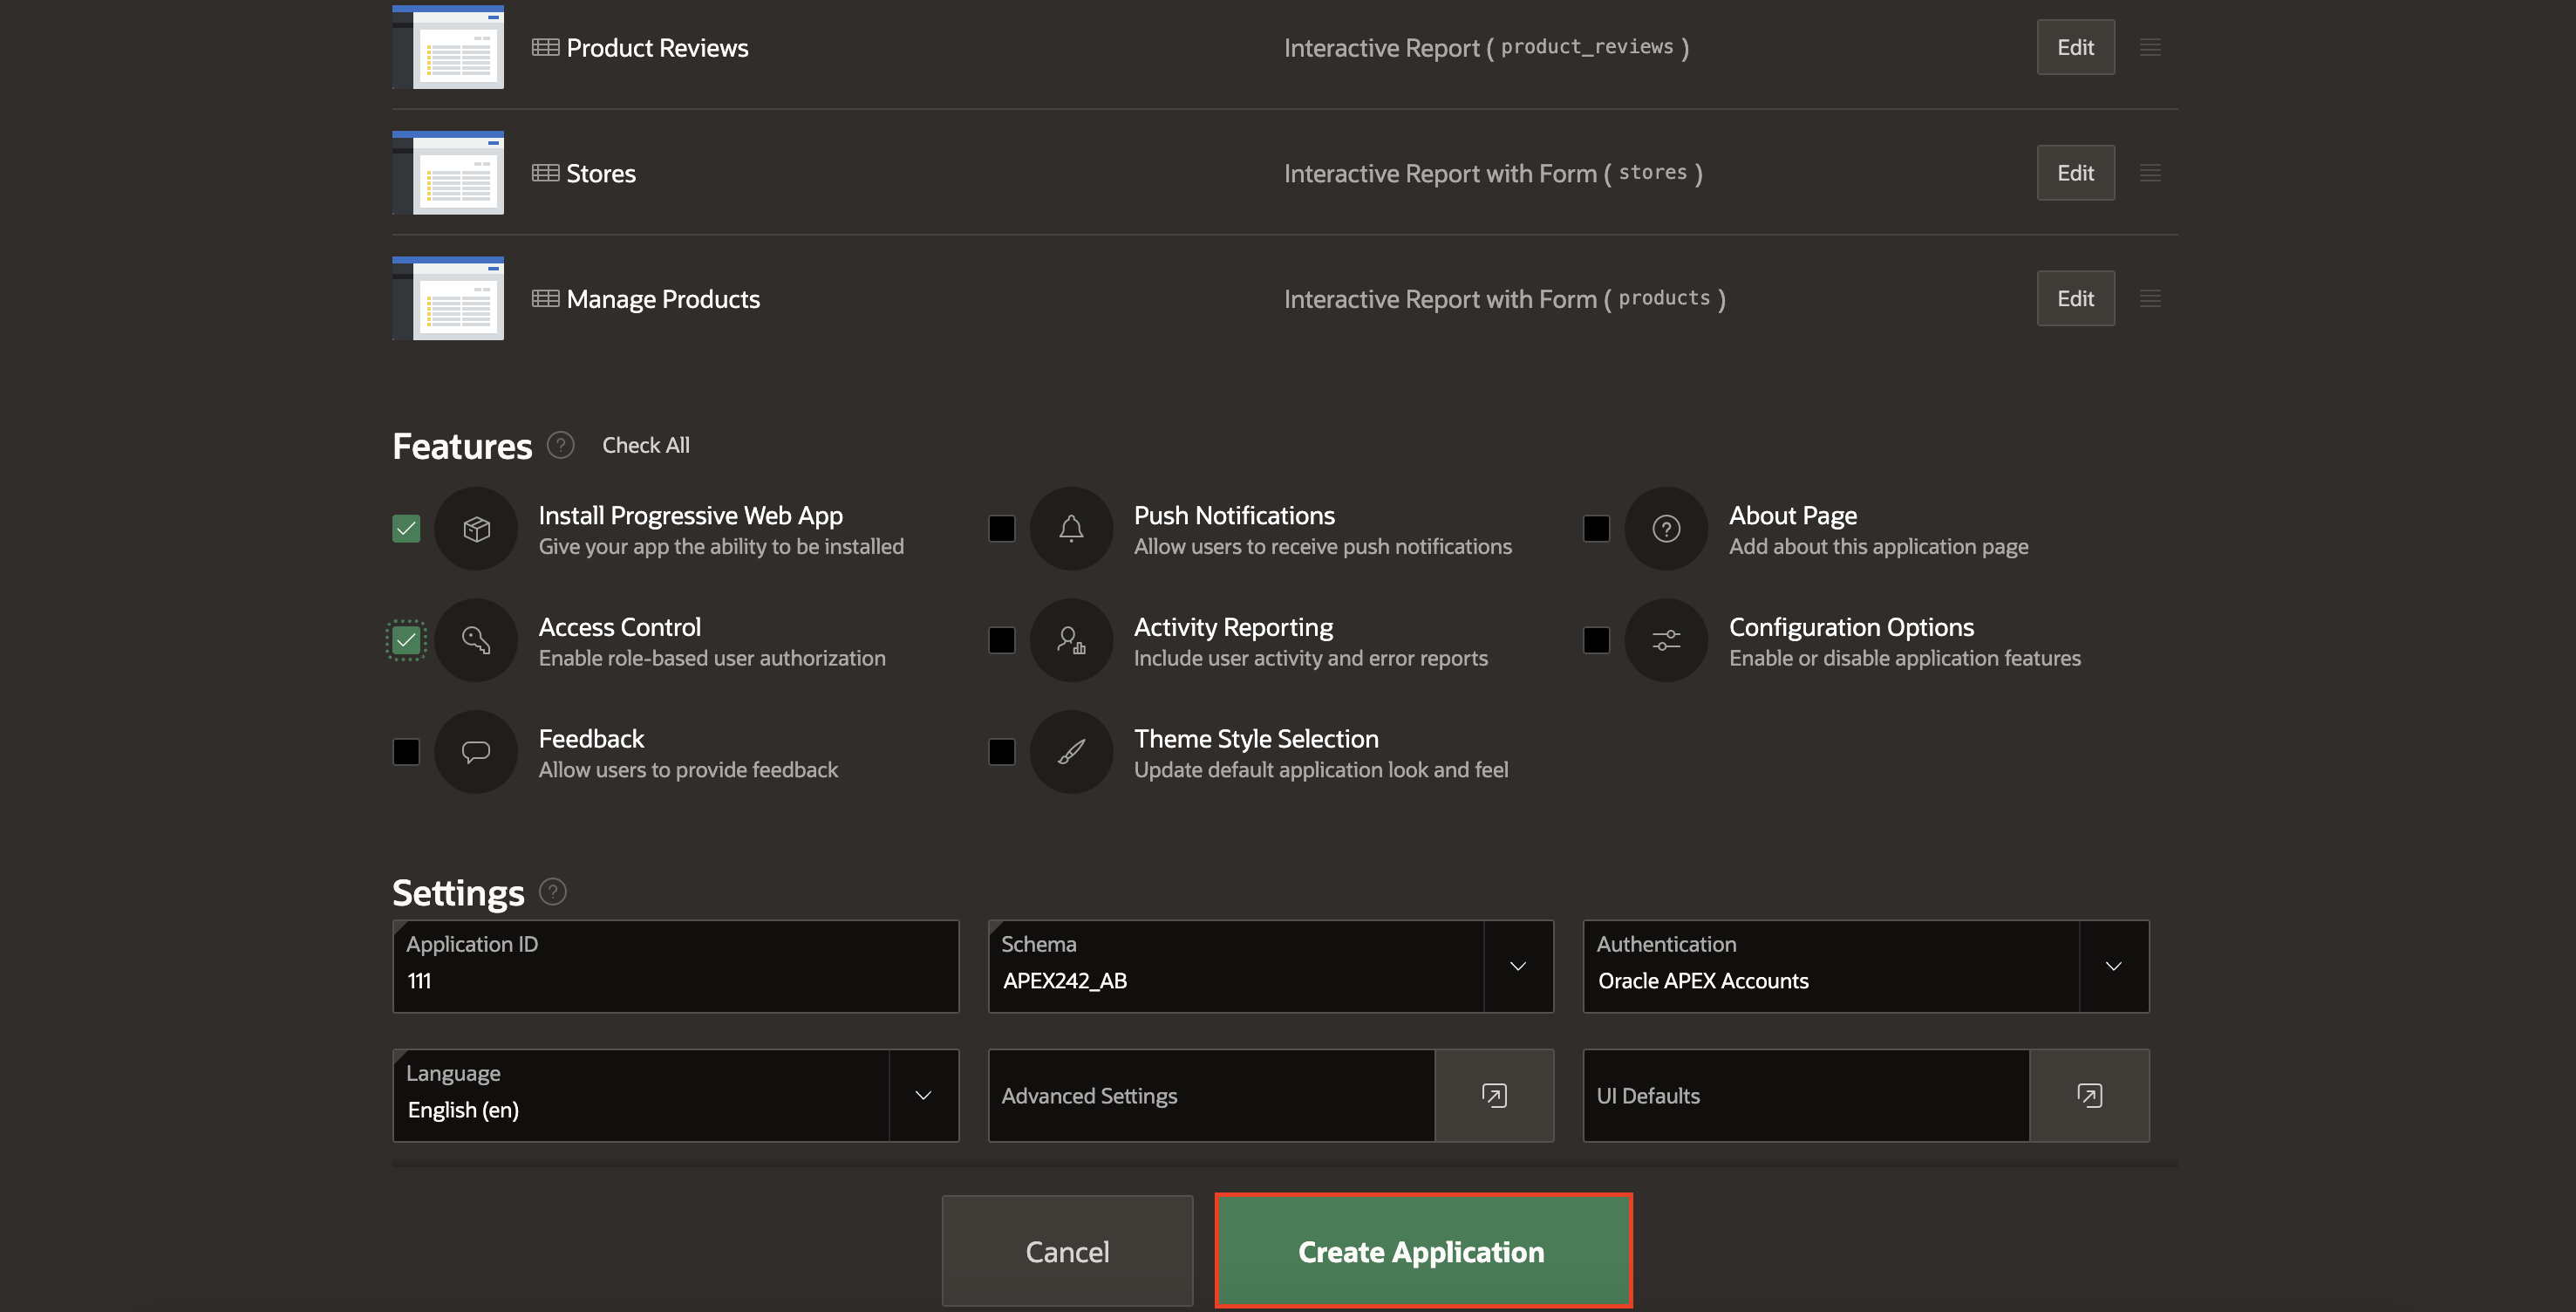 Product Reviews Interactive Report ( product_reviews ) Edit
Stores Interactive Report with Form ( stores ) Edit
Manage Products Interactive Report with Form ( products ) Edit
Features ? Check All
Install Progressive Web App
Give your app the ability to be installed
Push Notifications
Allow users to receive push notifications
? About Page
Add about this application page
Access Control
Enable role-based user authorization
Activity Reporting
Include user activity and error reports
Configuration Options
Enable or disable application features
Feedback
Allow users to provide feedback
Theme Style Selection
Update default application look and feel
Settings ?
Application ID
111
Schema
APEX242_AB
Authentication
Oracle APEX Accounts
Language
English (en)
Advanced Settings
UI Defaults
Cancel
Create Application